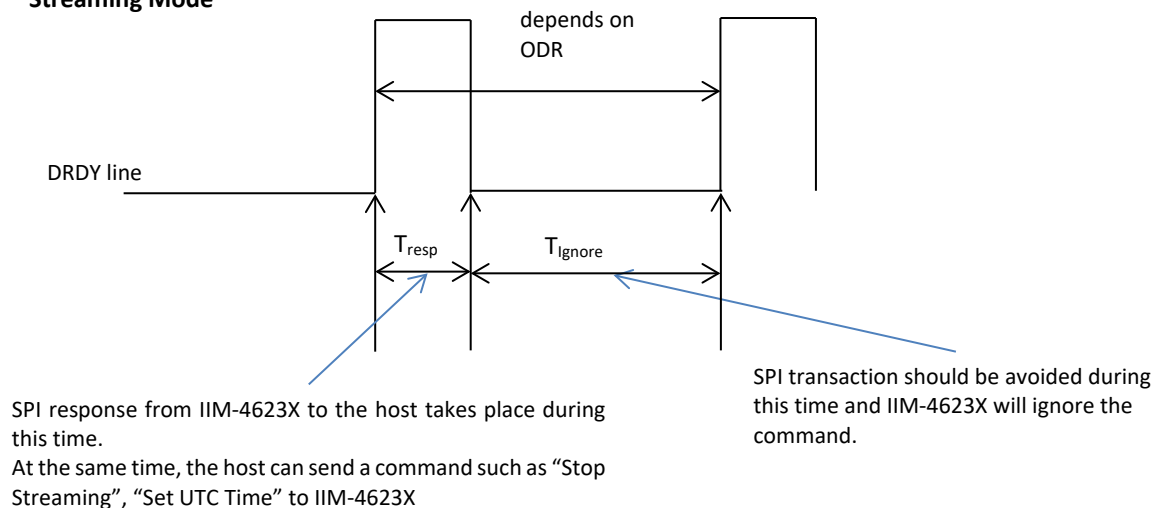 Streaming Mode
depends on
ODR
DRDY line
Tresp
TIgnore
SPI response from IIM-4623X to the host takes place during
this time.
At the same time, the host can send a command such as “Stop
Streaming”, “Set UTC Time” to IIM-4623X
SPI transaction should be avoided during
this time and IIM-4623X will ignore the
command.